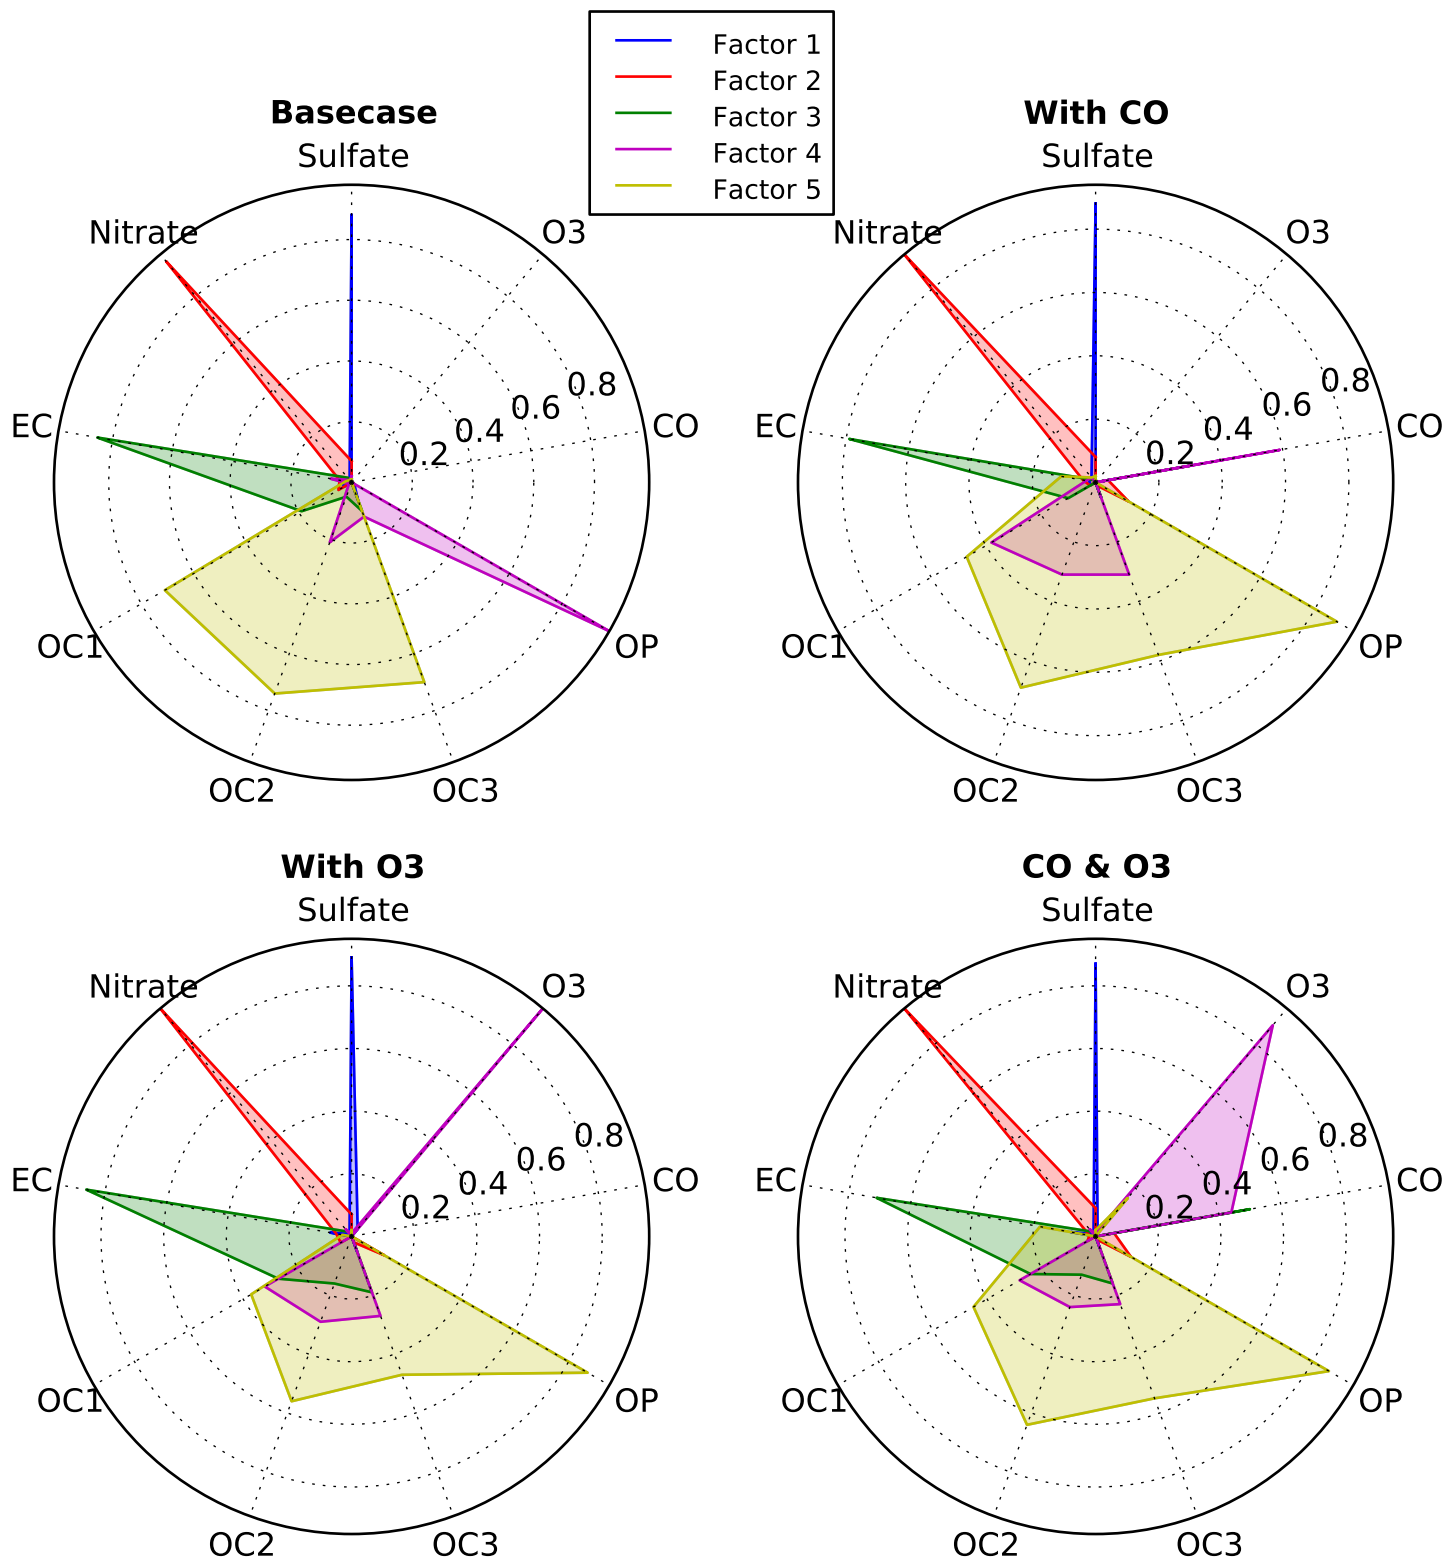 Factor 1
Factor 2
Factor 3
Factor 4
Factor 5
Basecase
Sulfate
Nitrate
O3
EC
CO
0.2
0.4
0.6
0.8
OC1
OP
OC2
OC3
With CO
Sulfate
Nitrate
O3
EC
CO
0.2
0.4
0.6
0.8
OC1
OP
OC2
OC3
With O3
Sulfate
Nitrate
O3
EC
CO
0.2
0.4
0.6
0.8
OC1
OP
OC2
OC3
CO & O3
Sulfate
Nitrate
O3
EC
CO
0.2
0.4
0.6
0.8
OC1
OP
OC2
OC3